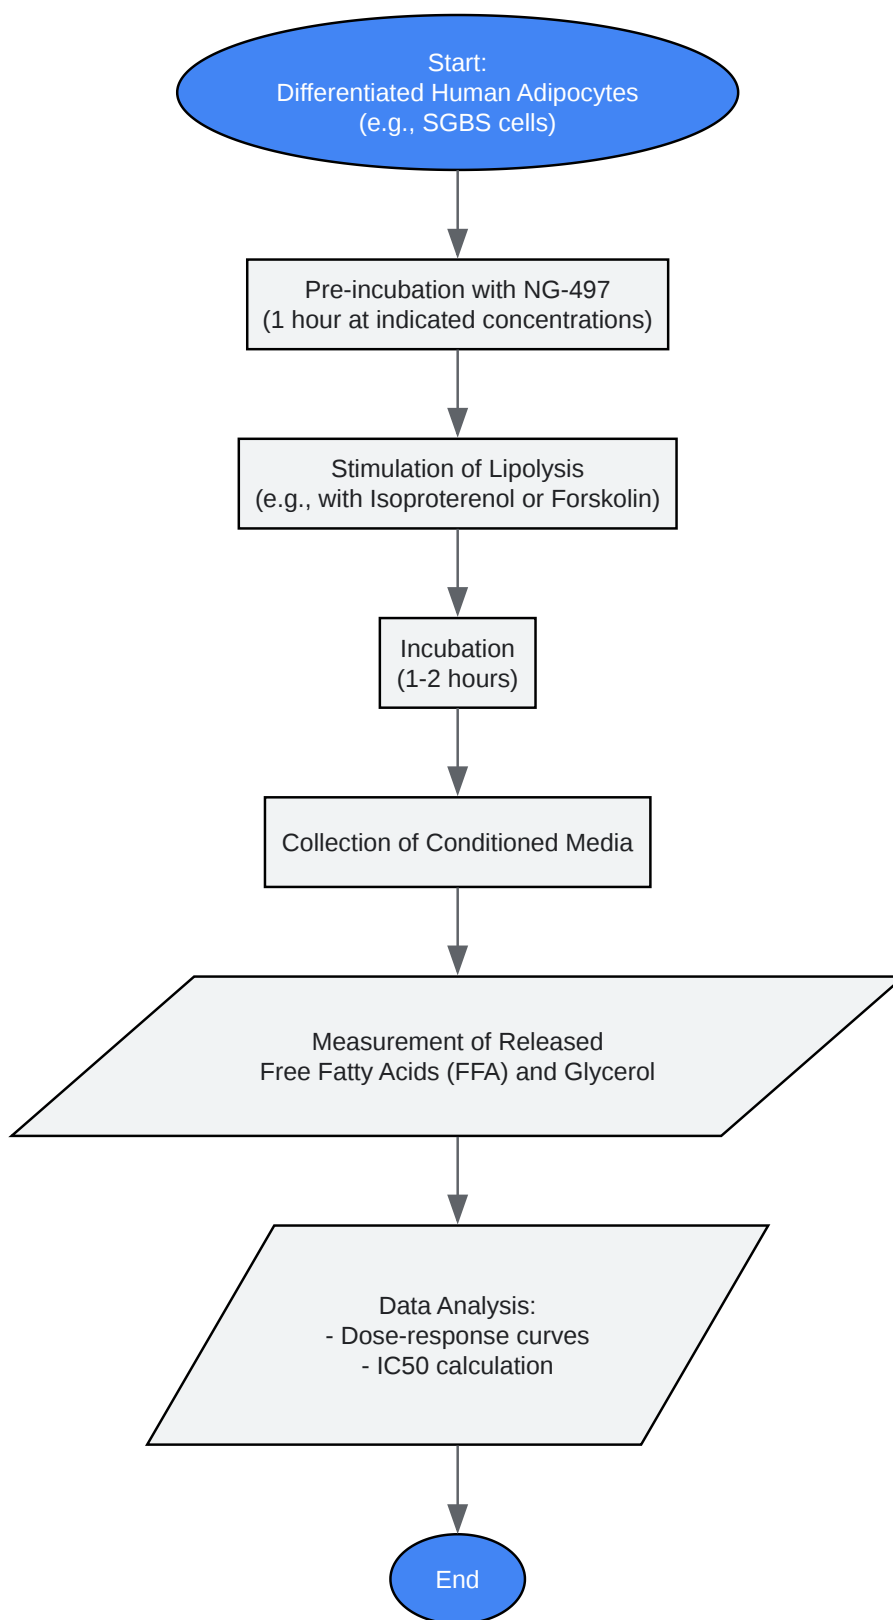 Start:
Differentiated Human Adipocytes
(e.g., SGBS cells)
Pre-incubation with NG-497
(1 hour at indicated concentrations)
Stimulation of Lipolysis
(e.g., with Isoproterenol or Forskolin)
Incubation
(1-2 hours)
Collection of Conditioned Media
Measurement of Released
Free Fatty Acids (FFA) and Glycerol
Data Analysis:
- Dose-response curves
- IC50 calculation
End